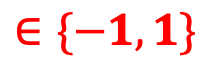 ∈ {−1, 1}